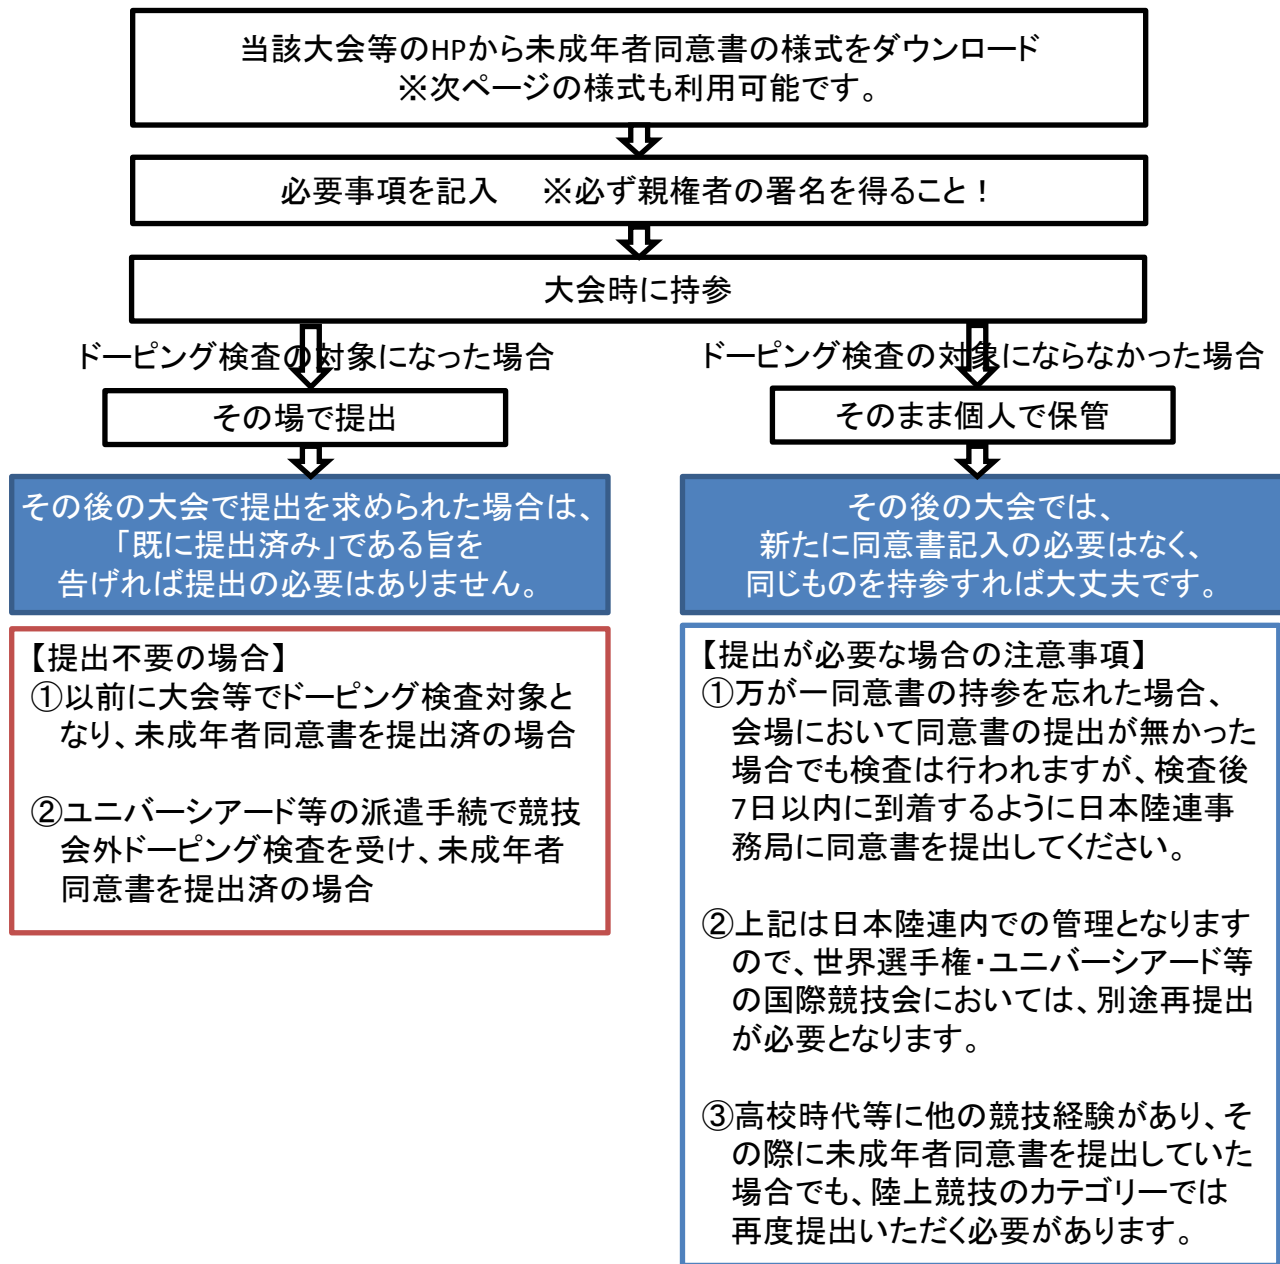 当該大会等のHPから未成年者同意書の様式をダウンロード
※次ページの様式も利用可能です。
必要事項を記入　※必ず親権者の署名を得ること！
大会時に持参
ドーピング検査の対象になった場合
ドーピング検査の対象にならなかった場合
その場で提出
そのまま個人で保管
その後の大会で提出を求められた場合は、
「既に提出済み」である旨を
告げれば提出の必要はありません。
その後の大会では、
新たに同意書記入の必要はなく、
同じものを持参すれば大丈夫です。
【提出不要の場合】
①以前に大会等でドーピング検査対象と
なり、未成年者同意書を提出済の場合
②ユニバーシアード等の派遣手続で競技
会外ドーピング検査を受け、未成年者
同意書を提出済の場合
【提出が必要な場合の注意事項】
①万が一同意書の持参を忘れた場合、
会場において同意書の提出が無かった
場合でも検査は行われますが、検査後
7日以内に到着するように日本陸連事
務局に同意書を提出してください。
②上記は日本陸連内での管理となります
ので、世界選手権・ユニバーシアード等
の国際競技会においては、別途再提出
が必要となります。
③高校時代等に他の競技経験があり、そ
の際に未成年者同意書を提出していた
場合でも、陸上競技のカテゴリーでは
再度提出いただく必要があります。